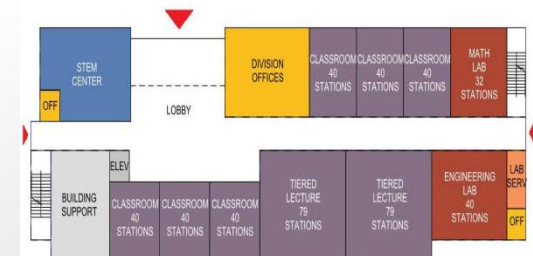 STEM
CENTER
OFF
LOBBY
DIVISION
OFFICES
CLASSROOM
40
STATIONS
CLASSROOM
40
STATIONS
CLASSROOM
40
STATIONS
MATH
LAB
32
STATIONS
BUILDING
SUPPORT
ELEV
CLASSROOM
40
STATIONS
CLASSROOM
40
STATIONS
CLASSROOM
40
STATIONS
TIERED
LECTURE
79
STATIONS
TIERED
LECTURE
79
STATIONS
ENGINEERING
LAB
40
STATIONS
LAB
SERV
OFF